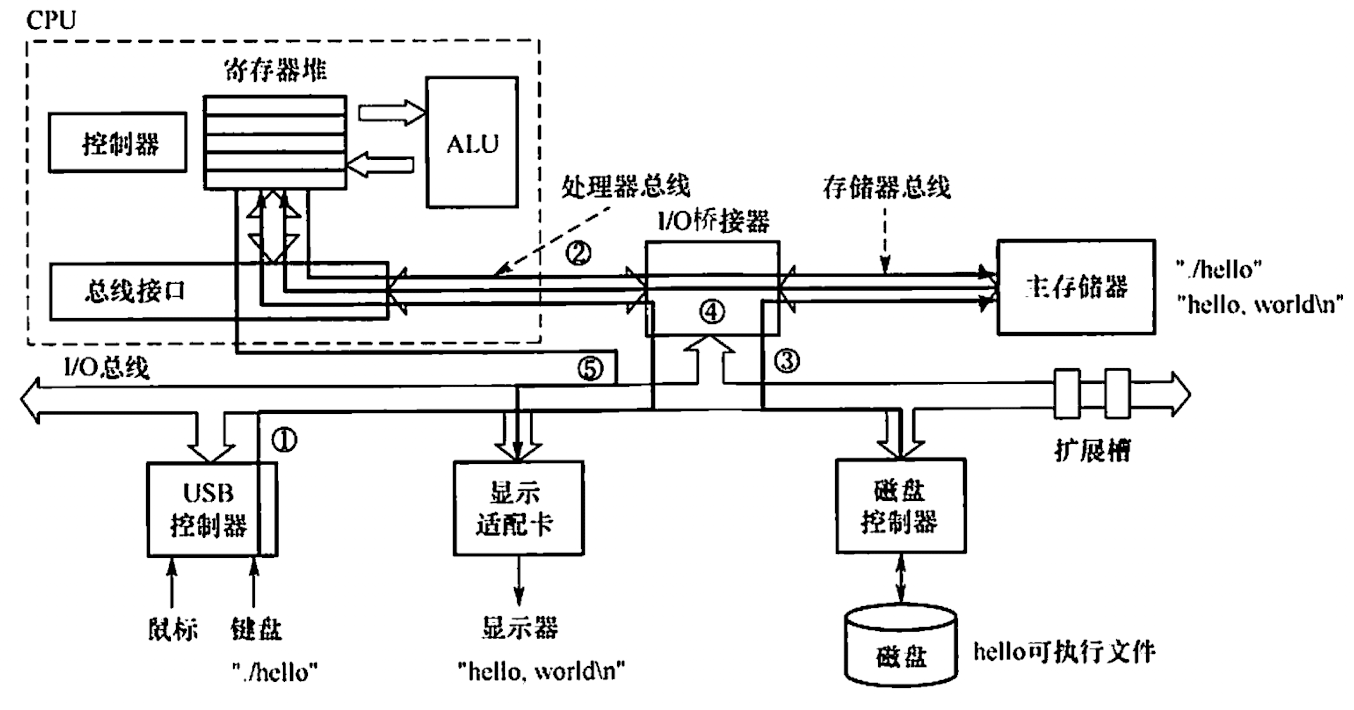 CPU
寄存器堆
控制器
ALU
处理器总线
存储器总线
I/O桥接器
②
总线接口
主存储器
"./hello"
"hello, world\n"
④
I/O总线
⑤
③
①
扩展槽
USB
控制器
显示
适配卡
磁盘
控制器
鼠标
键盘
显示器
"./hello"
"hello, world\n"
磁盘
hello可执行文件